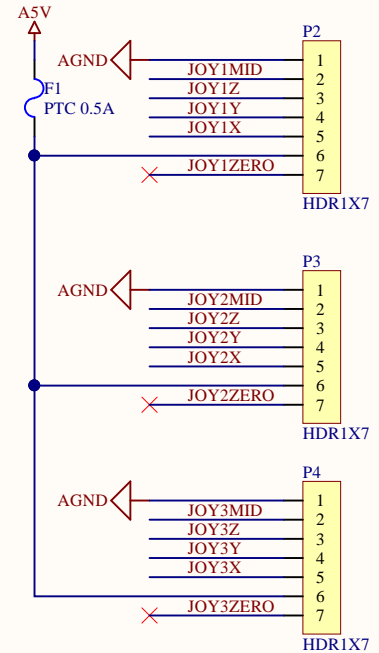 A5V
F1
PTC 0.5A
P2
AGND
1
JOY1MID
2
JOY1Z
3
JOY1Y
4
JOY1X
5
6
JOY1ZERO
7
HDR1X7
P3
AGND
1
JOY2MID
2
JOY2Z
3
JOY2Y
4
JOY2X
5
6
JOY2ZERO
7
HDR1X7
P4
AGND
1
JOY3MID
2
JOY3Z
3
JOY3Y
4
JOY3X
5
6
JOY3ZERO
7
HDR1X7